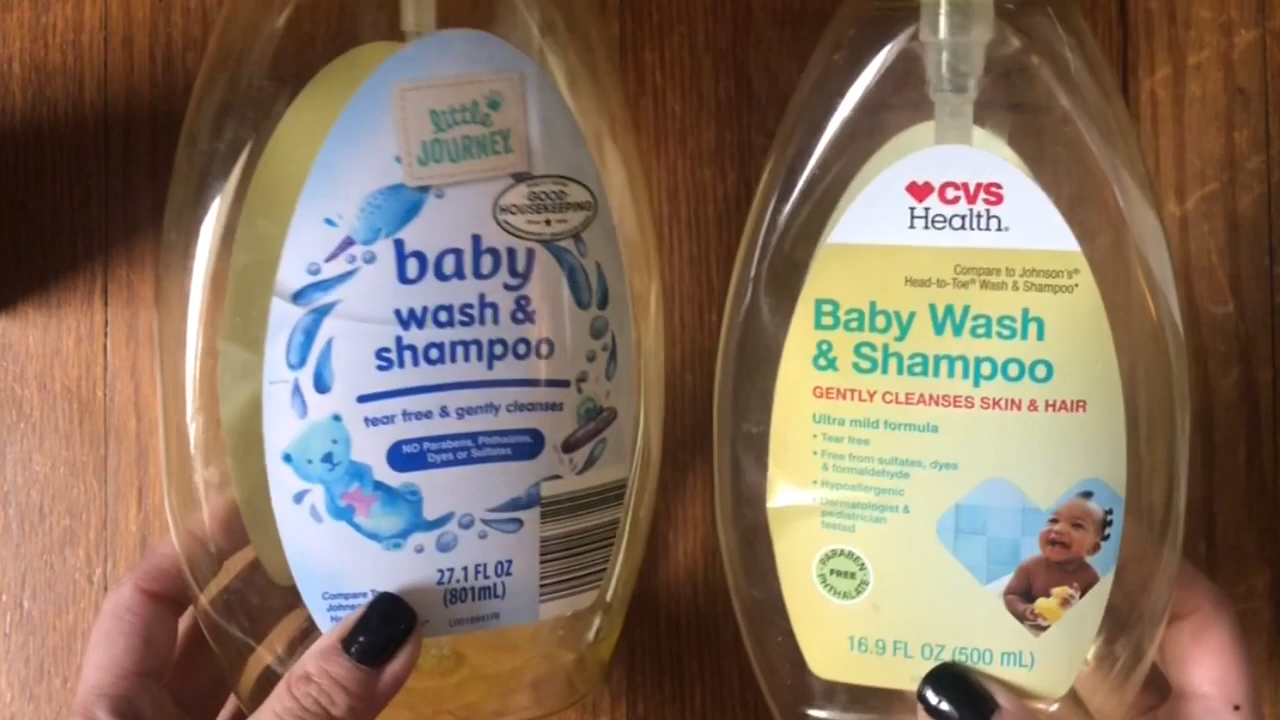 little
JOURNEY
GOOD
HOUSEKEEPING
baby
wash &
shampoo
tear free & gently cleanses
NO Parabens, Phthalates,
Dyes or Sulfates
27.1 FL OZ
(801mL)
Compare To
Johnso
He
CVS
Health®
Compare to Johnson's®
Head-to-Toe® Wash & Shampoo*
Baby Wash
& Shampoo
GENTLY CLEANSES SKIN & HAIR
Ultra mild formula
• Tear free
• Free from sulfates, dyes
& formaldehyde
• Hypoallergenic
• Dermatologist &
pediatrician
tested
PARABEN
FREE
PHTHALATE
16.9 FL OZ (500 mL)